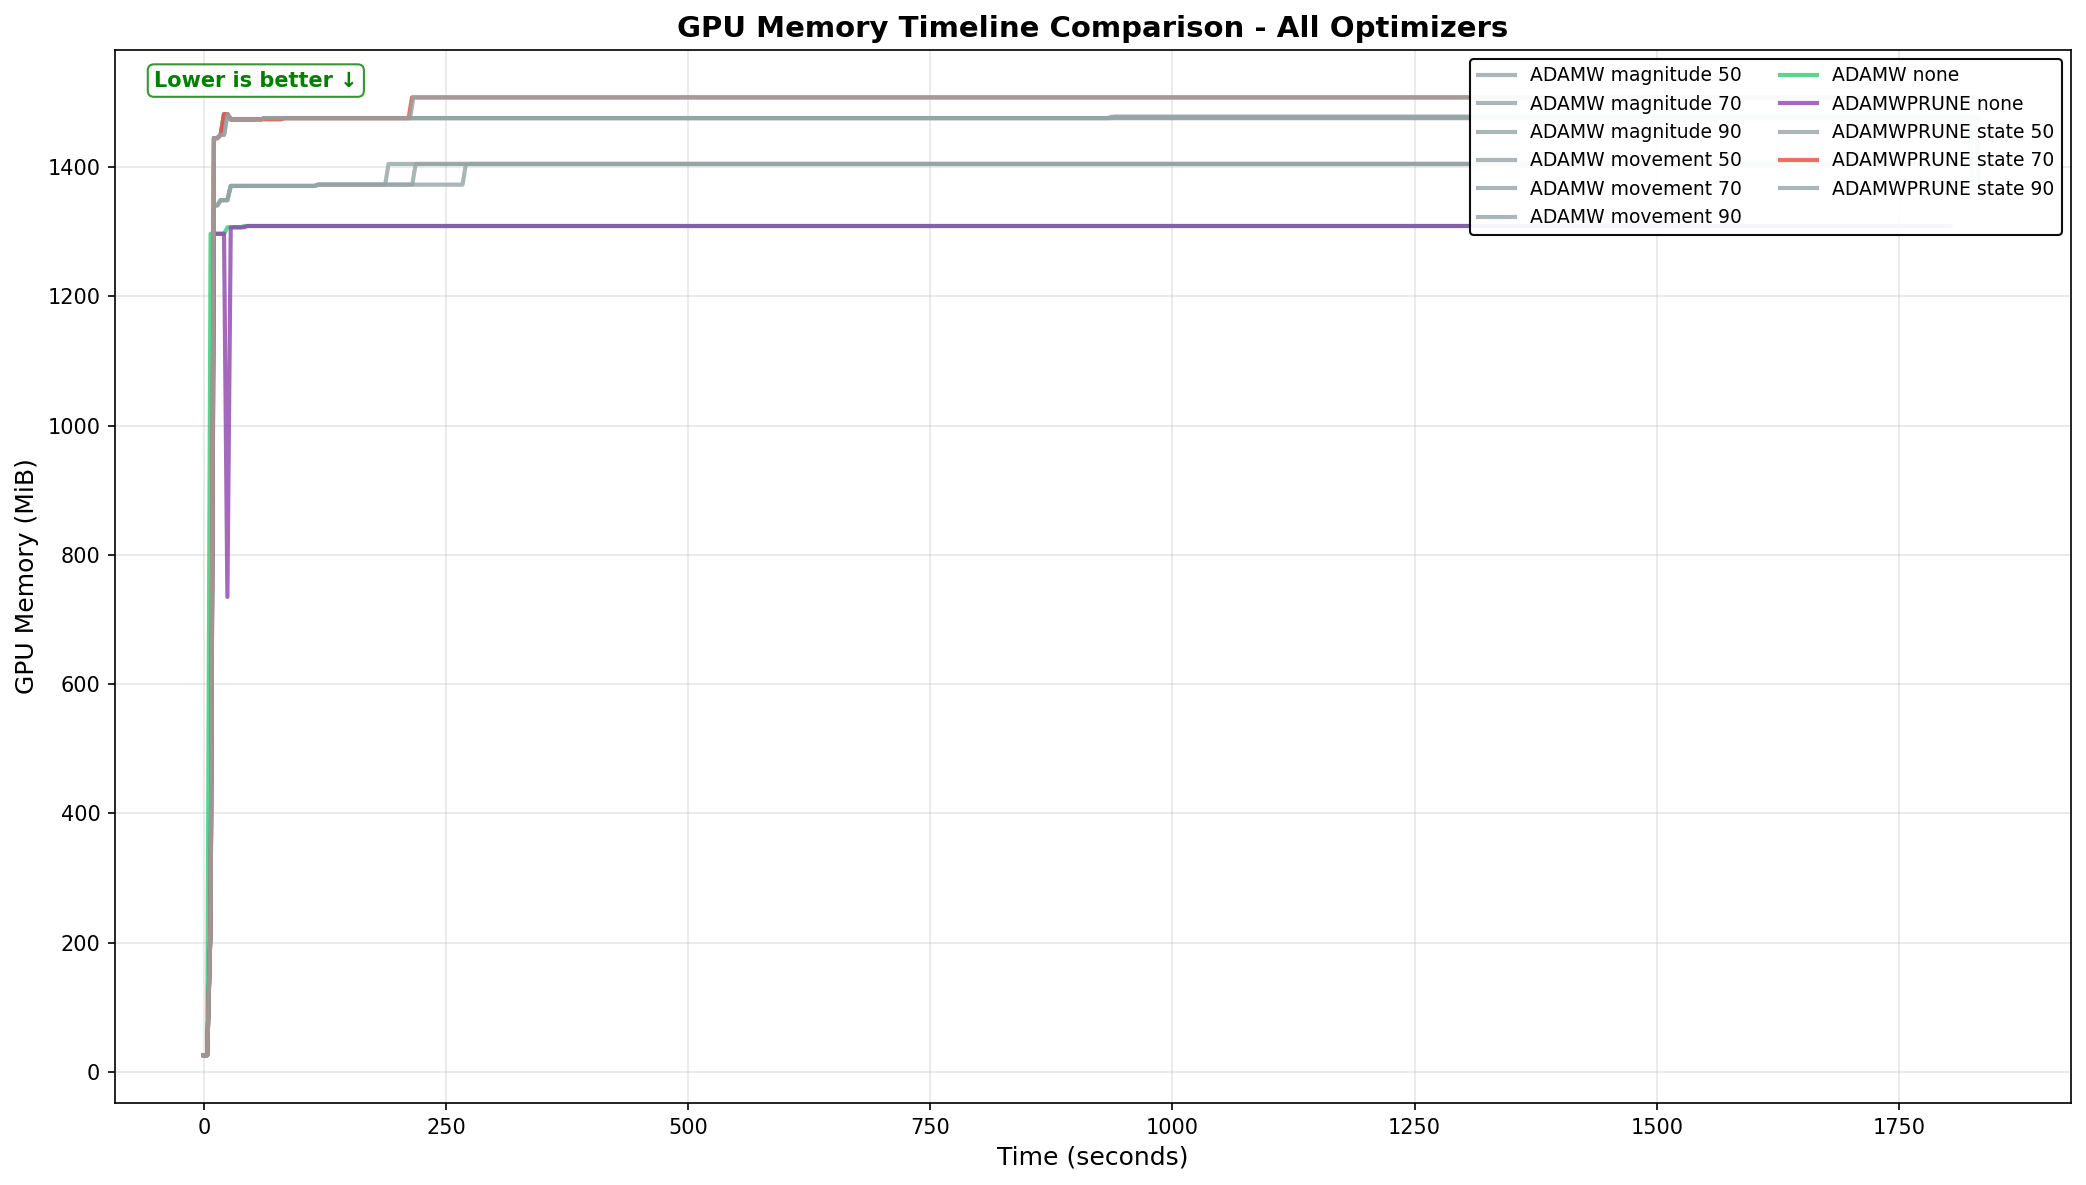 GPU Memory Timeline Comparison - All Optimizers
Lower is better ↓
ADAMW magnitude 50
ADAMW magnitude 70
ADAMW magnitude 90
ADAMW movement 50
ADAMW movement 70
ADAMW movement 90
ADAMW none
ADAMWPRUNE none
ADAMWPRUNE state 50
ADAMWPRUNE state 70
ADAMWPRUNE state 90
GPU Memory (MiB)
1400
1200
1000
800
600
400
200
0
0 250 500 750 1000 1250 1500 1750
Time (seconds)